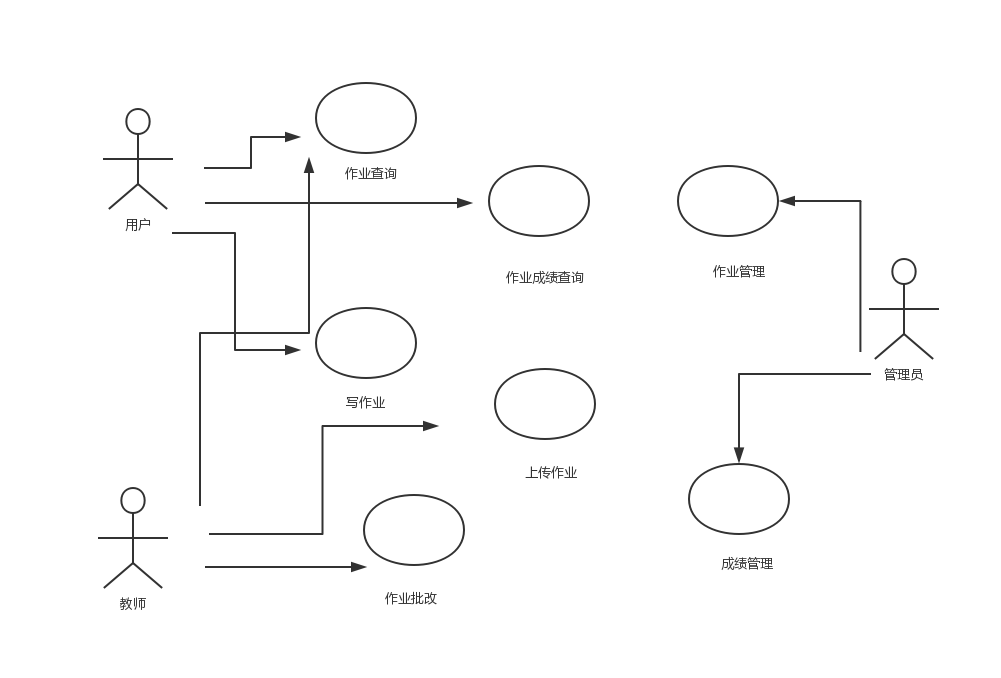 作业查询
用户
作业成绩查询
作业管理
管理员
写作业
上传作业
成绩管理
作业批改
教师